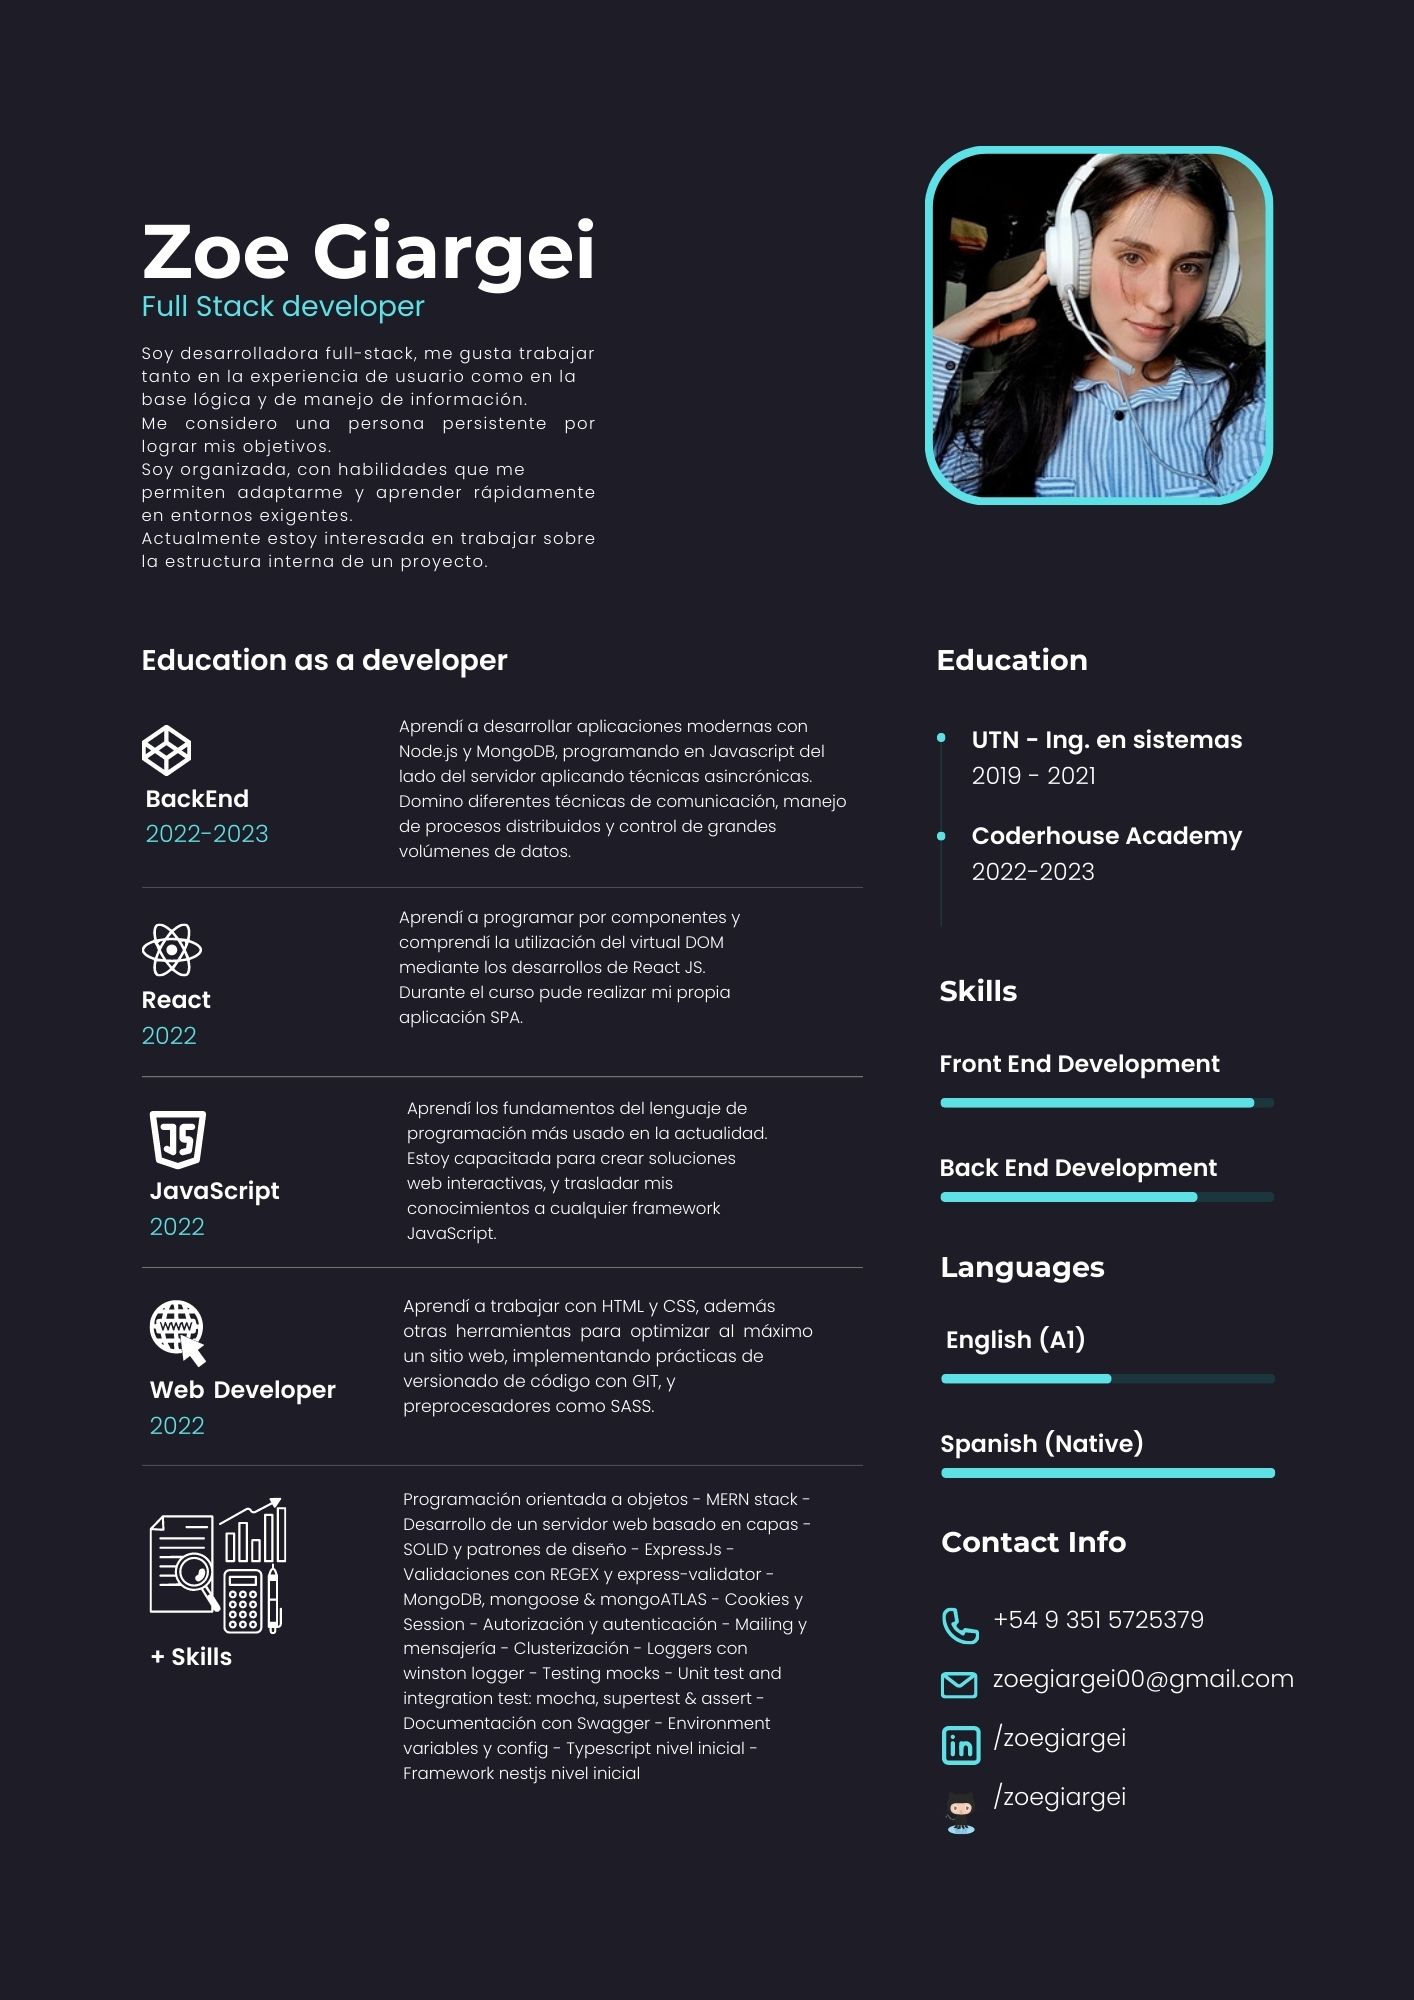 Zoe Giargei
Full Stack developer
Soy desarrolladora full-stack, me gusta trabajar
tanto en la experiencia de usuario como en la
base lógica y de manejo de información.
Me considero una persona persistente por
lograr mis objetivos.
Soy organizada, con habilidades que me
permiten adaptarme y aprender rápidamente
en entornos exigentes.
Actualmente estoy interesada en trabajar sobre
la estructura interna de un proyecto.
Education as a developer
BackEnd
2022-2023
Aprendí a desarrollar aplicaciones modernas con
Node.js y MongoDB, programando en Javascript del
lado del servidor aplicando técnicas asincrónicas.
Domino diferentes técnicas de comunicación, manejo
de procesos distribuidos y control de grandes
volúmenes de datos.
React
2022
Aprendí a programar por componentes y
comprendí la utilización del virtual DOM
mediante los desarrollos de React JS.
Durante el curso pude realizar mi propia
aplicación SPA.
JS
JavaScript
2022
Aprendí los fundamentos del lenguaje de
programación más usado en la actualidad.
Estoy capacitada para crear soluciones
web interactivas, y trasladar mis
conocimientos a cualquier framework
JavaScript.
WWW
Web Developer
2022
Aprendí a trabajar con HTML y CSS, además
otras herramientas para optimizar al máximo
un sitio web, implementando prácticas de
versionado de código con GIT, y
preprocesadores como SASS.
+ Skills
Programación orientada a objetos - MERN stack -
Desarrollo de un servidor web basado en capas -
SOLID y patrones de diseño - ExpressJs -
Validaciones con REGEX y express-validator -
MongoDB, mongoose & mongoATLAS - Cookies y
Session - Autorización y autenticación - Mailing y
mensajería - Clusterización - Loggers con
winston logger - Testing mocks - Unit test and
integration test: mocha, supertest & assert -
Documentación con Swagger - Environment
variables y config - Typescript nivel inicial -
Framework nestjs nivel inicial
Education
UTN - Ing. en sistemas
2019 - 2021
Coderhouse Academy
2022-2023
Skills
Front End Development
Back End Development
Languages
English (A1)
Spanish (Native)
Contact Info
+54 9 351 5725379
zoegiargei00@gmail.com
in
/zoegiargei
/zoegiargei